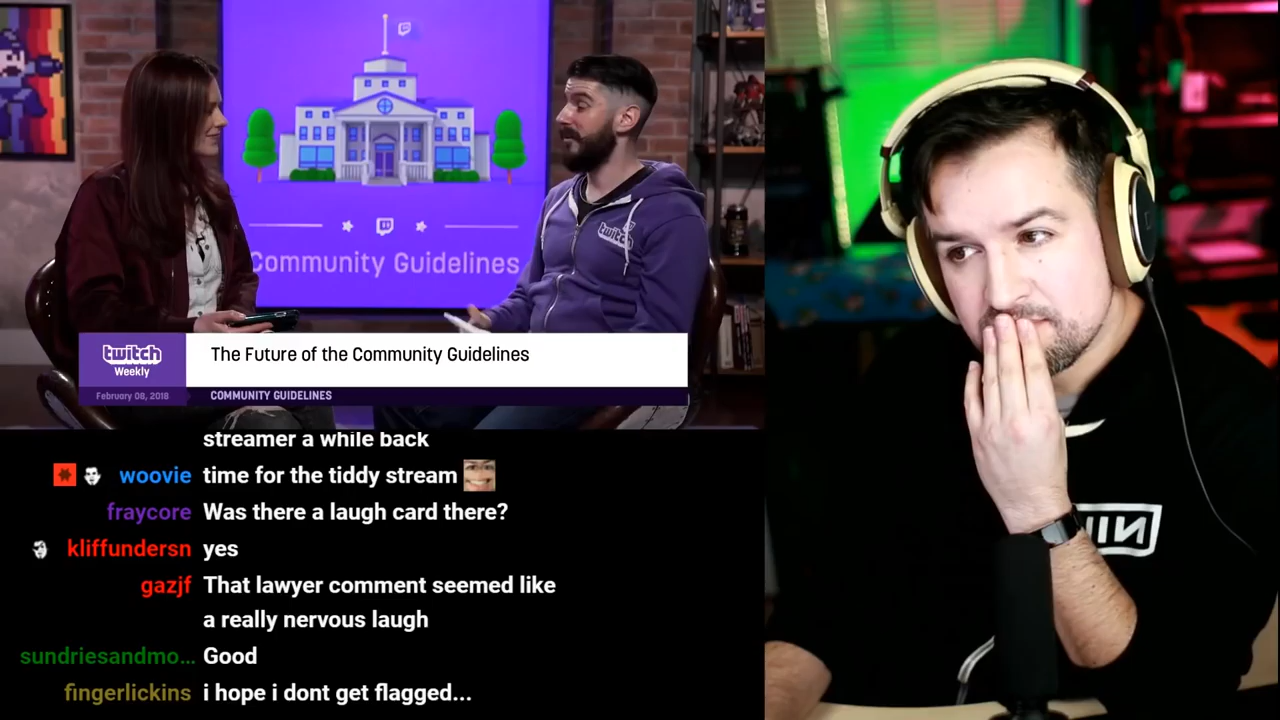 Community Guidelines
twitch
twitch
Weekly
The Future of the Community Guidelines
February 08, 2018
COMMUNITY GUIDELINES
streamer a while back
woovie time for the tiddy stream
fraycore Was there a laugh card there?
kliffundersn yes
gazjf That lawyer comment seemed like
a really nervous laugh
sundriesandmo... Good
fingerlickins i hope i dont get flagged...
NIN